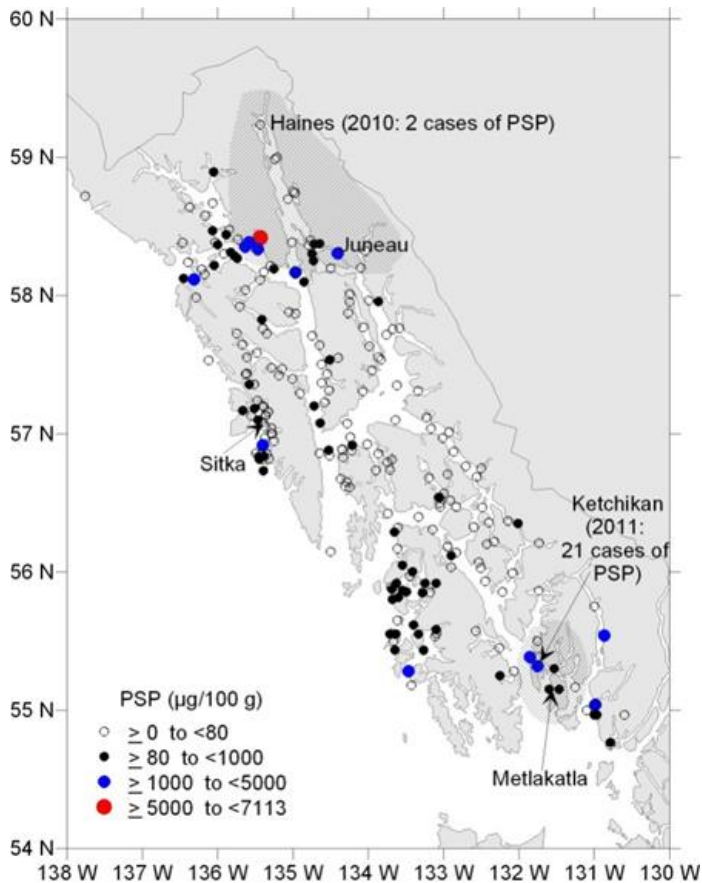 60 N
59 N
58 N
57 N
56 N
55 N
54 N
Haines (2010: 2 cases of PSP)
Juneau
Sitka
Ketchikan
(2011:
21 cases of
PSP)
Metlakatla
PSP (µg/100 g)
≥ 0 to <80
≥ 80 to <1000
≥ 1000 to <5000
≥ 5000 to <7113
138 W 137 W 136 W 135 W 134 W 133 W 132 W 131 W 130 W